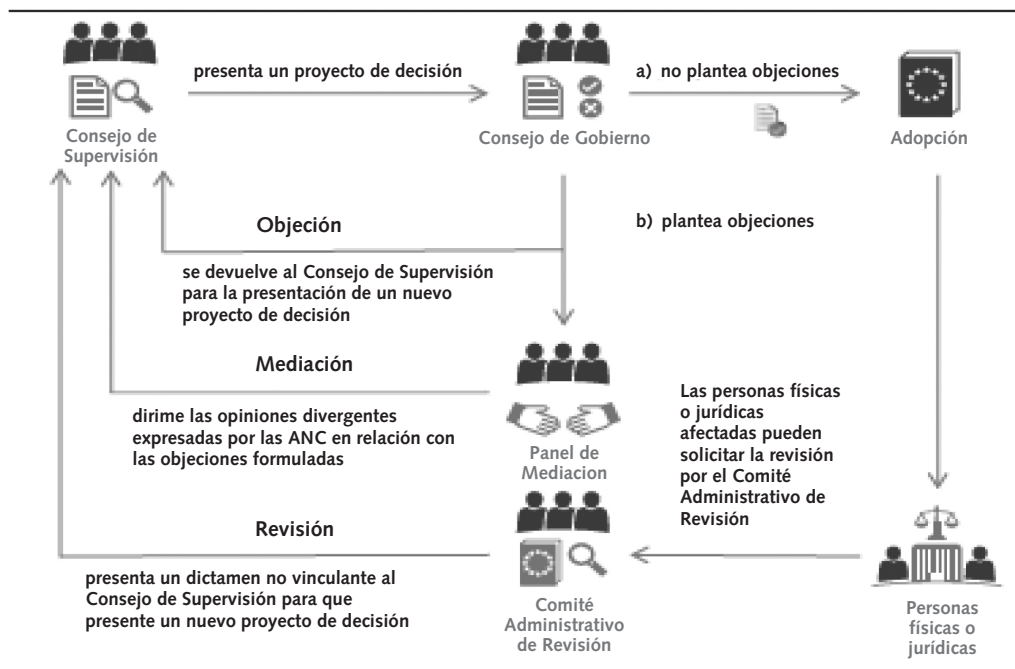 presenta un proyecto de decisión
a) no plantea objeciones
Consejo de
Supervisión
Consejo de Gobierno
Adopción
b) plantea objeciones
Objeción
se devuelve al Consejo de Supervisión
para la presentación de un nuevo
proyecto de decisión
Mediación
dirime las opiniones divergentes
expresadas por las ANC en relación con
las objeciones formuladas
Panel de
Mediacion
Las personas físicas
o jurídicas
afectadas pueden
solicitar la revisión
por el Comité
Administrativo de
Revisión
Revisión
presenta un dictamen no vinculante al
Consejo de Supervisión para que
presente un nuevo proyecto de decisión
Comité
Administrativo
de Revisión
Personas
físicas o
jurídicas